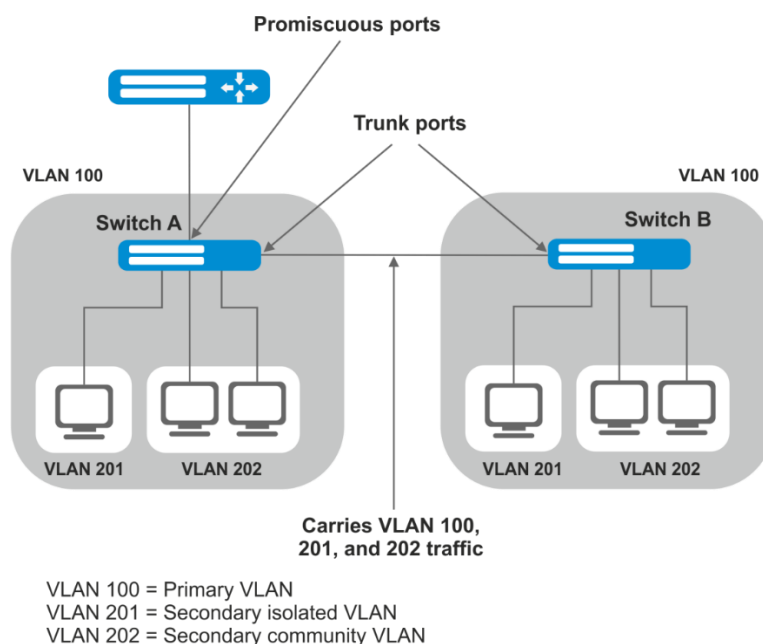 Promiscuous ports
Trunk ports
VLAN 100
VLAN 100
Switch A
Switch B
VLAN 201
VLAN 202
VLAN 201
VLAN 202
Carries VLAN 100,
201, and 202 traffic
VLAN 100 = Primary VLAN
VLAN 201 = Secondary isolated VLAN
VLAN 202 = Secondary community VLAN